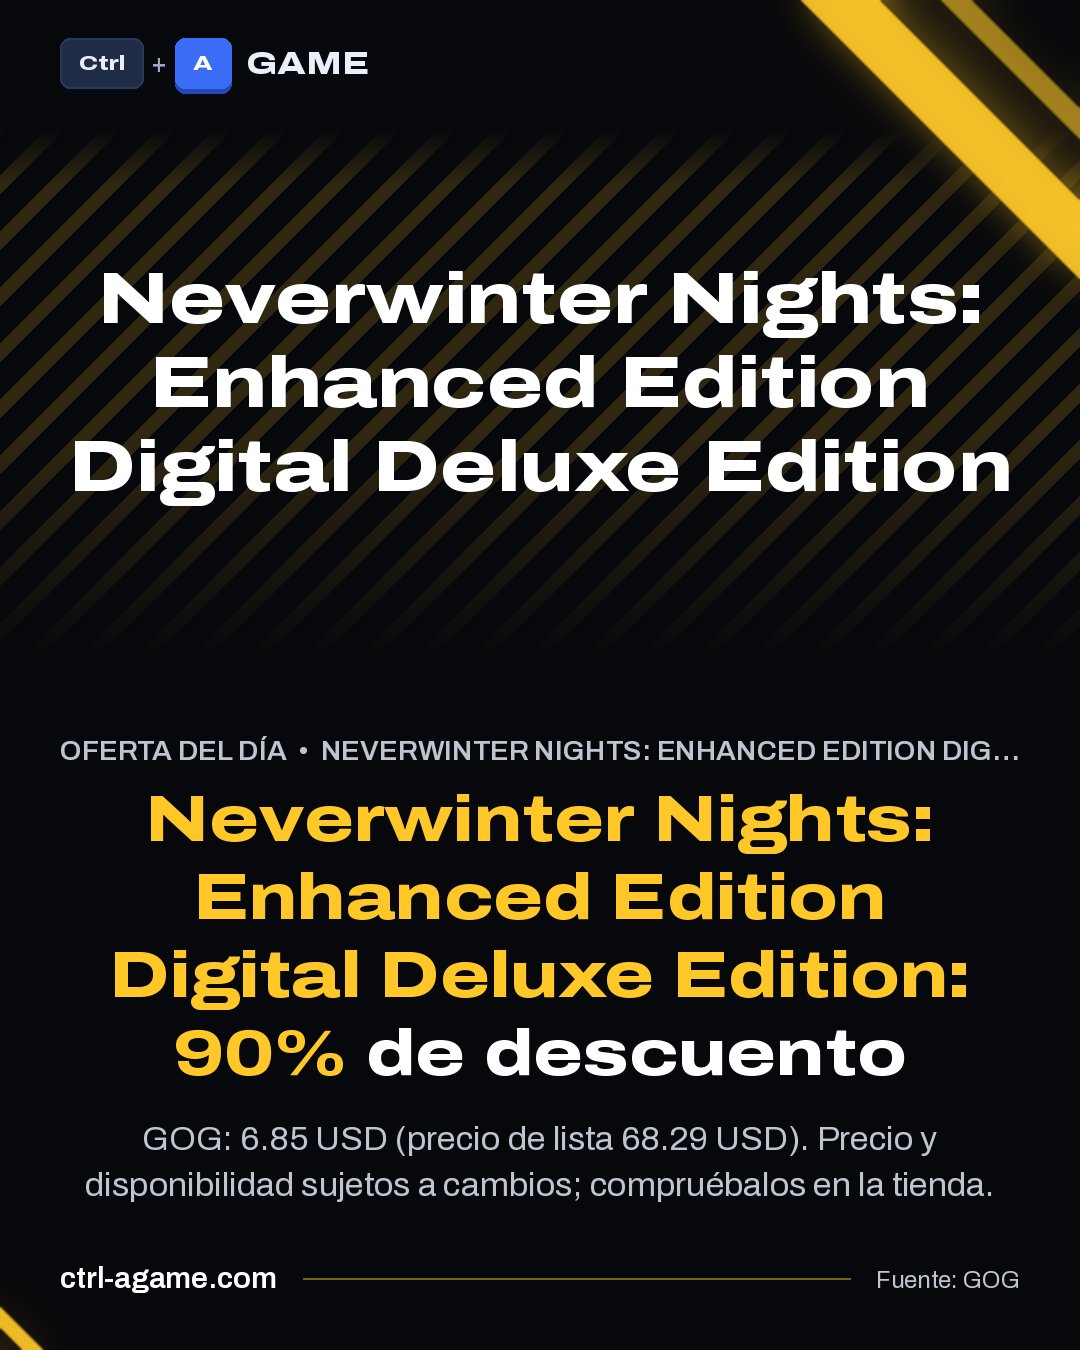 Ctrl + A GAME
Neverwinter Nights:
Enhanced Edition
Digital Deluxe Edition
OFERTA DEL DÍA • NEVERWINTER NIGHTS: ENHANCED EDITION DIG...
Neverwinter Nights:
Enhanced Edition
Digital Deluxe Edition:
90% de descuento
GOG: 6.85 USD (precio de lista 68.29 USD). Precio y
disponibilidad sujetos a cambios; compruébalos en la tienda.
ctrl-agame.com
Fuente: GOG